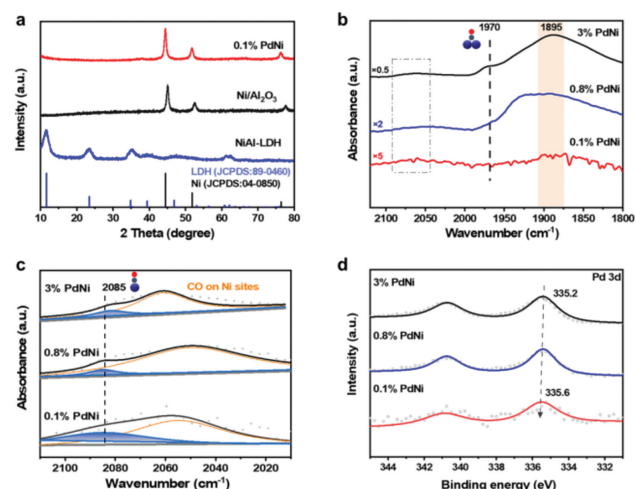 a
Intensity (a.u.)
0.1% PdNi
Ni/Al2O3
NiAl-LDH
LDH (JCPDS:89-0460)
Ni (JCPDS:04-0850)
10 20 30 40 50 60 70 80
2 Theta (degree)
b
Absorbance (a.u.)
1970 1895
3% PdNi
×0.5
0.8% PdNi
×2
0.1% PdNi
×5
2100 2050 2000 1950 1900 1850 1800
Wavenumber (cm⁻¹)
c
Absorbance (a.u.)
3% PdNi 2085 CO on Ni sites
0.8% PdNi
0.1% PdNi
2100 2080 2060 2040 2020
Wavenumber (cm⁻¹)
d
Intensity (a.u.)
Pd 3d
3% PdNi
335.2
0.8% PdNi
335.6
0.1% PdNi
344 342 340 338 336 334 332
Binding energy (eV)